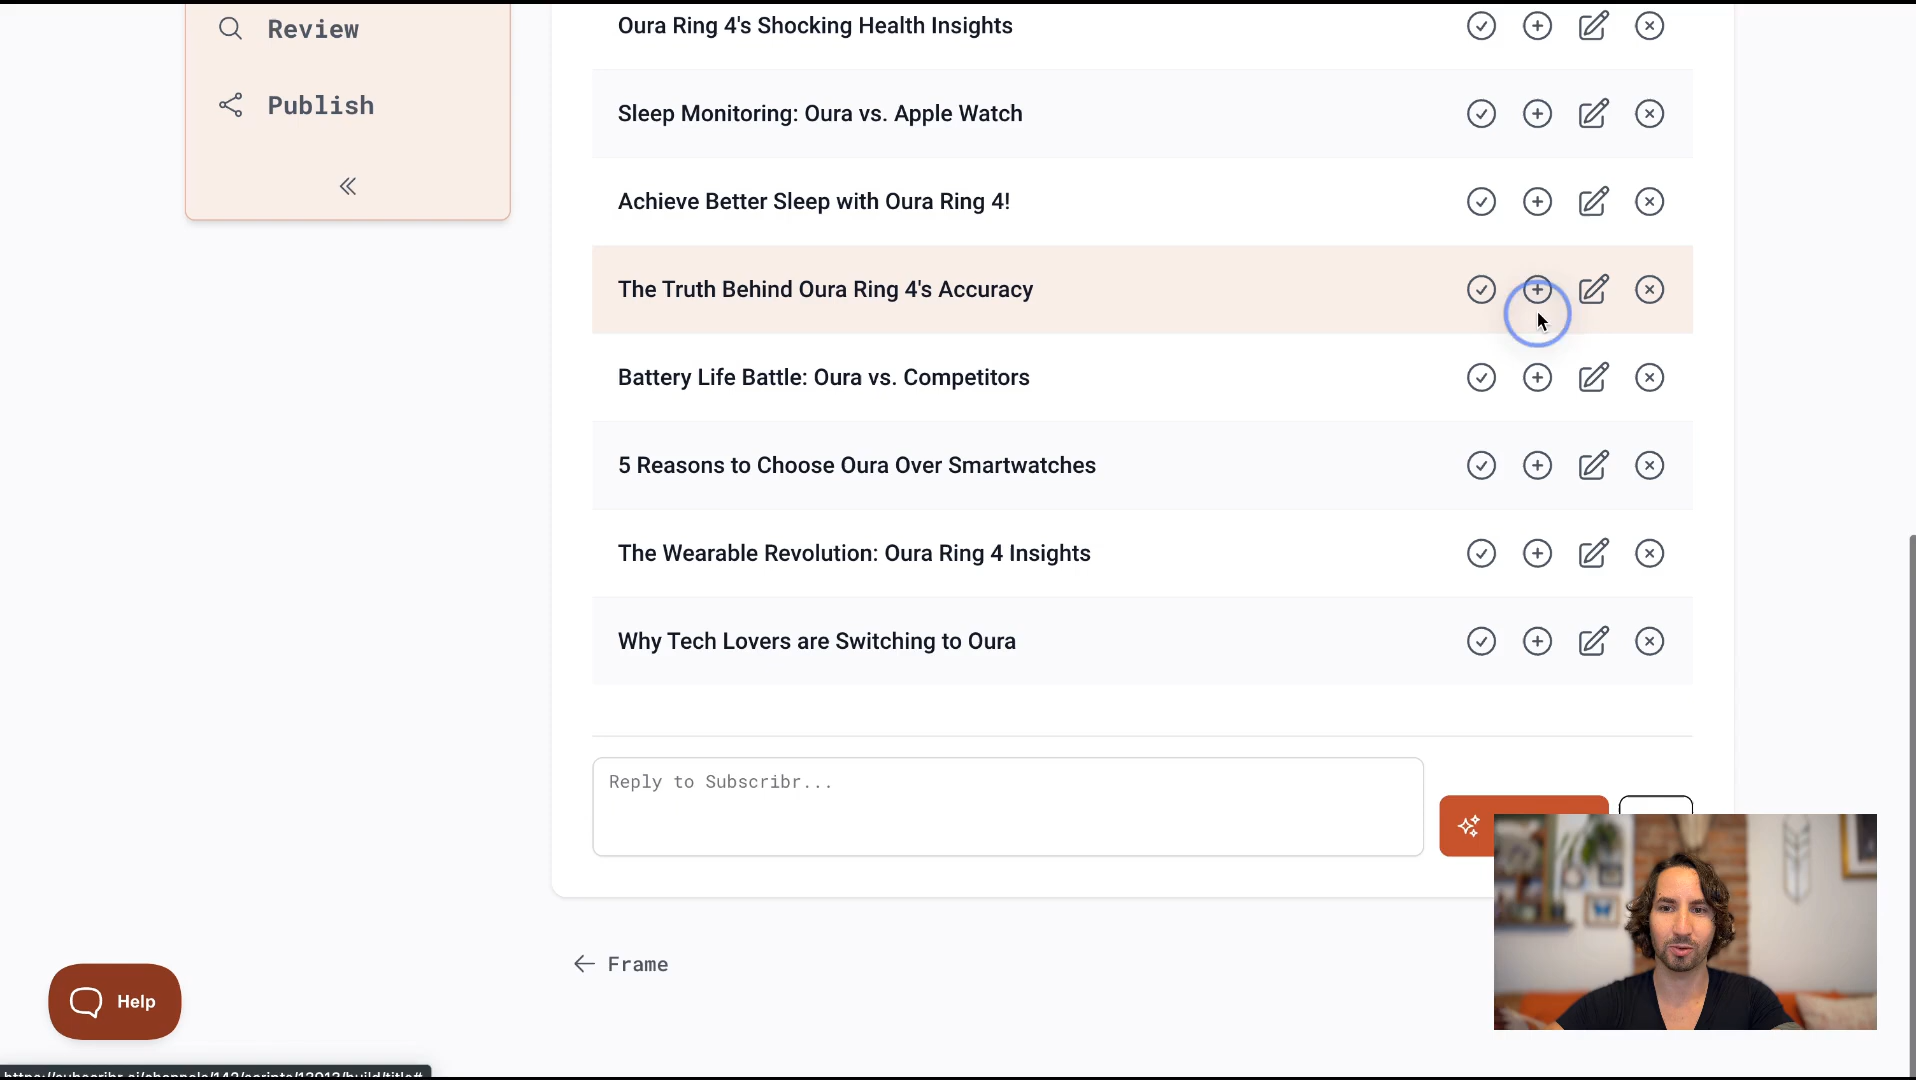 Review
Publish
Oura Ring 4's Shocking Health Insights
Sleep Monitoring: Oura vs. Apple Watch
Achieve Better Sleep with Oura Ring 4!
The Truth Behind Oura Ring 4's Accuracy
Battery Life Battle: Oura vs. Competitors
5 Reasons to Choose Oura Over Smartwatches
The Wearable Revolution: Oura Ring 4 Insights
Why Tech Lovers are Switching to Oura
Reply to Subscribr...
Frame
Help